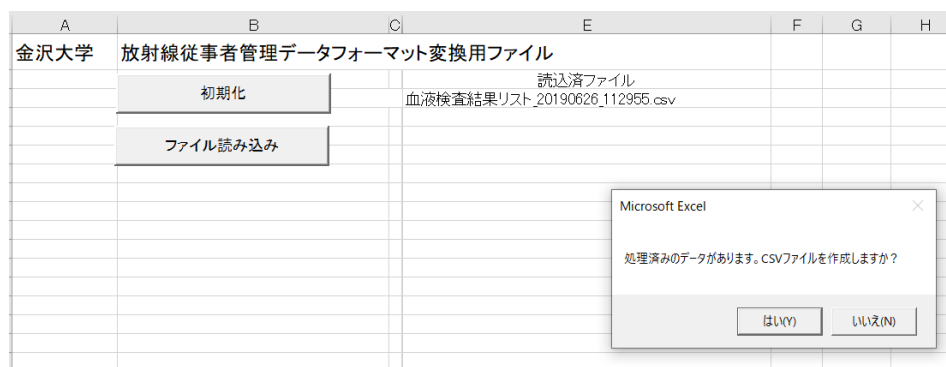 A B C E F G H
金沢大学 放射線従事者管理データフォーマット変換用ファイル
読込済ファイル
初期化
血液検査結果リスト_20190626_112955.csv
ファイル読み込み
Microsoft Excel
処理済みのデータがあります。CSVファイルを作成しますか？
はい(Y) いいえ(N)